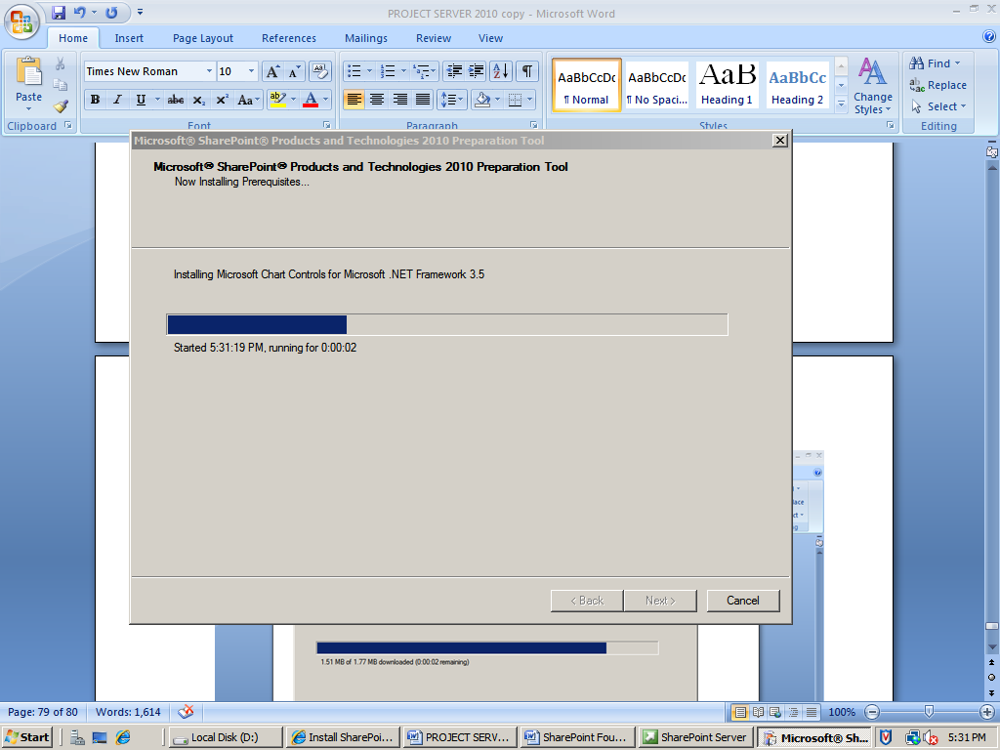 PROJECT SERVER 2010 copy - Microsoft Word
Home Insert Page Layout References Mailings Review View
Paste
Clipboard
Times New Roman 10
B I U abc X₂ X² Aa
Font
Paragraph
AaBbCcDc AaBbCcDc AaB AaBbCc
¶ Normal ¶ No Spaci... Heading 1 Heading 2
Change Styles
Styles
Find
Replace
Select
Editing
Microsoft® SharePoint® Products and Technologies 2010 Preparation Tool
Microsoft® SharePoint® Products and Technologies 2010 Preparation Tool
Now Installing Prerequisites...
Installing Microsoft Chart Controls for Microsoft .NET Framework 3.5
Started 5:31:19 PM, running for 0:00:02
< Back Next > Cancel
1.51 MB of 1.77 MB downloaded (0:00:02 remaining)
Page: 79 of 80 Words: 1,614 100%
Start Local Disk (D:) Install SharePoi... PROJECT SERV... SharePoint Fou... SharePoint Server Microsoft® Sh... 5:31 PM